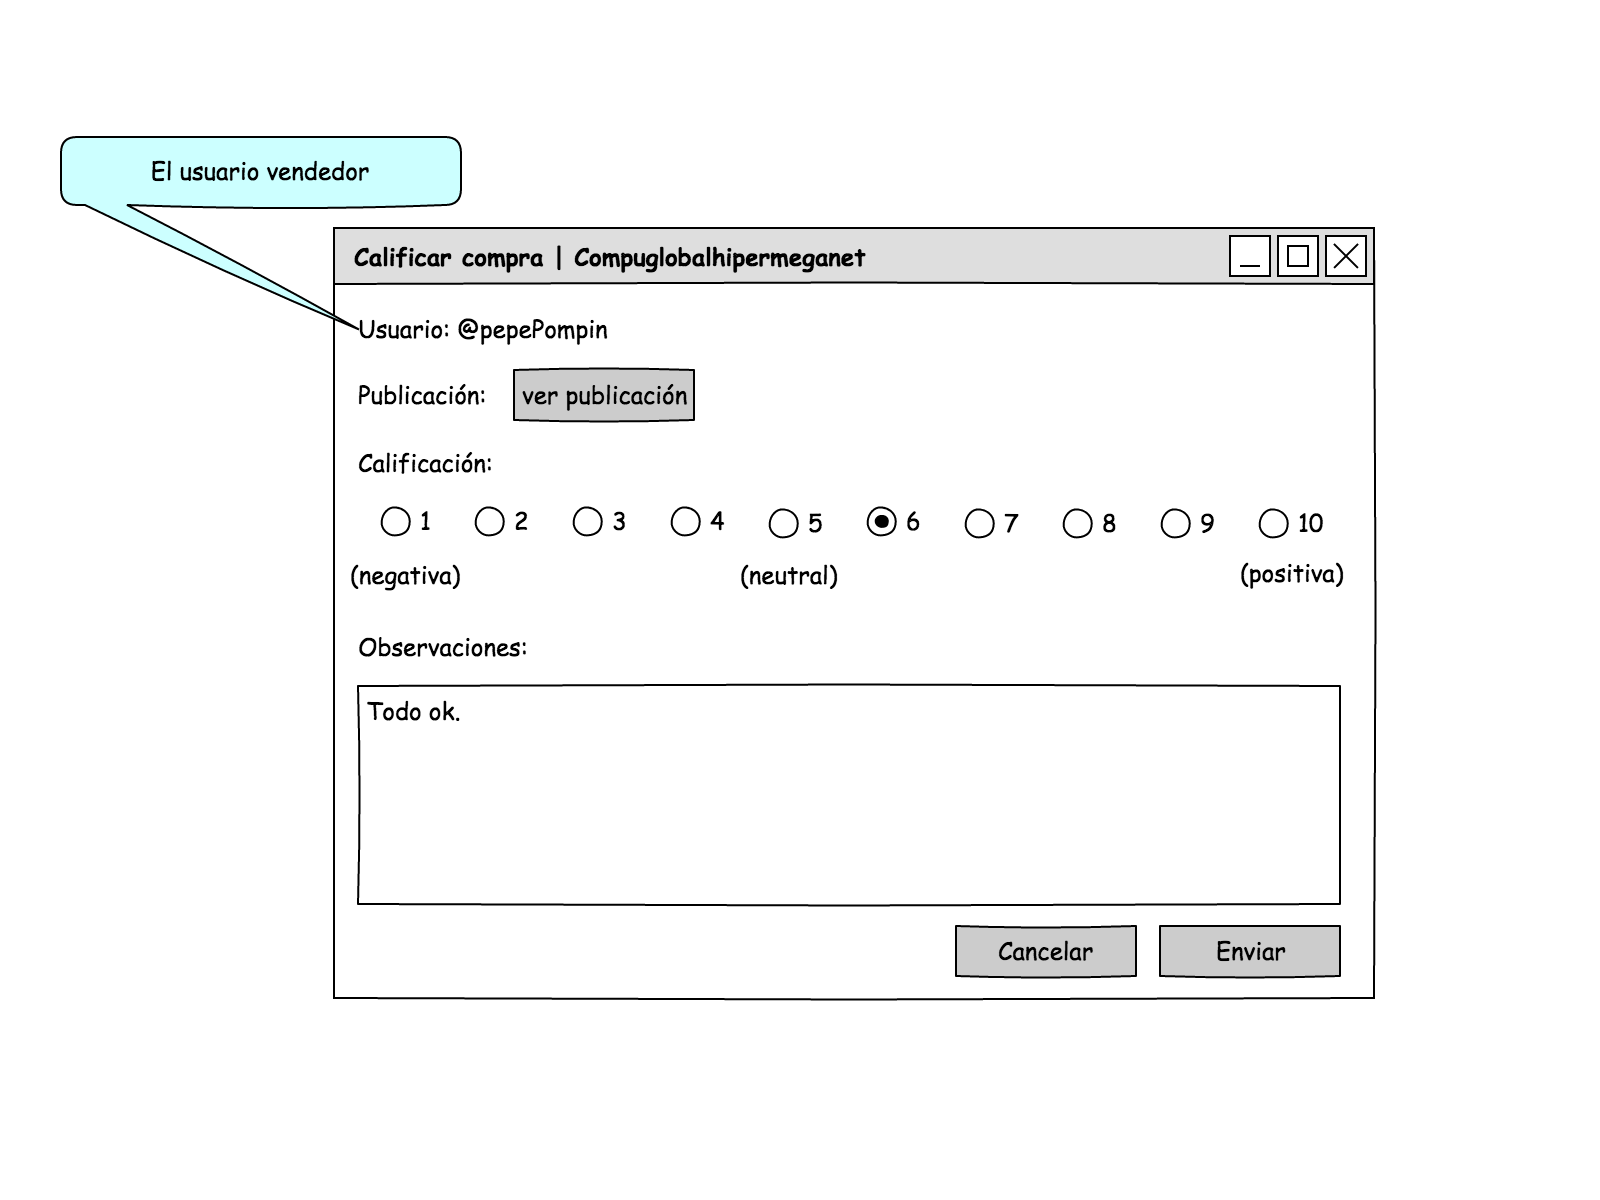 El usuario vendedor
Calificar compra | Compuglobalhipermeganet
Usuario: @pepePompin
Publicación: ver publicación
Calificación:
1 2 3 4 5 6 7 8 9 10
(negativa) (neutral) (positiva)
Observaciones:
Todo ok.
Cancelar Enviar